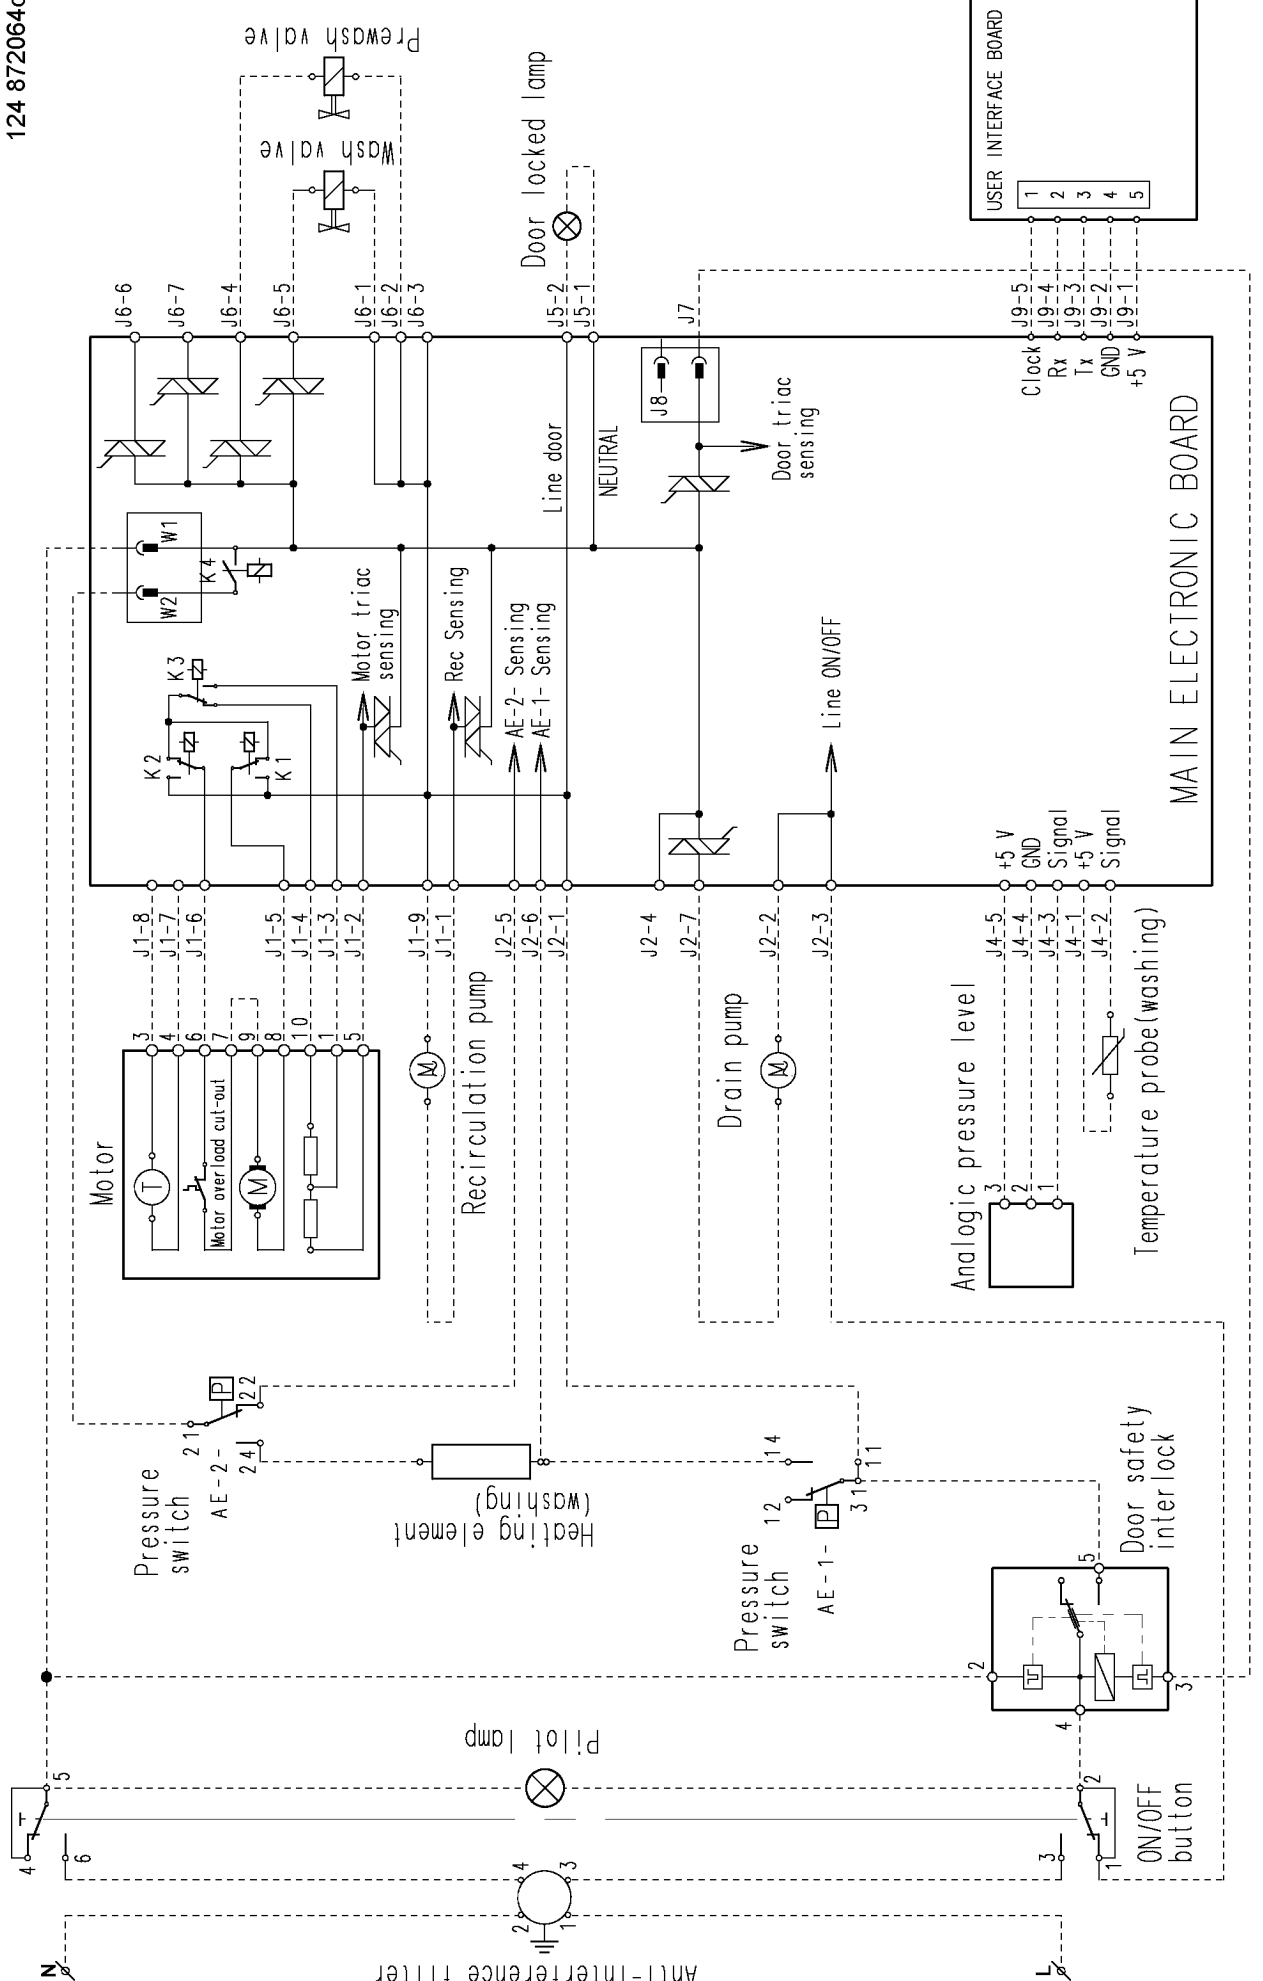 124 872064
Prewash valve
Wash valve
Door locked lamp
USER INTERFACE BOARD
1
2
3
4
5
J6-6
J6-7
J6-4
J6-5
J6-1
J6-2
J6-3
J5-2
J5-1
J7
J9-5
J9-4
J9-3
J9-2
J9-1
Clock
Rx
Tx
GND
+5 V
J8
Door triac
sensing
Line door
NEUTRAL
W1
W2
K4
K3
K2
K1
Motor triac
sensing
Rec Sensing
AE-2- Sensing
AE-1- Sensing
Line ON/OFF
MAIN ELECTRONIC BOARD
+5 V
GND
Signal
+5 V
Signal
J1-8
J1-7
J1-6
J1-5
J1-4
J1-3
J1-2
J1-9
J1-1
J2-5
J2-6
J2-1
J2-4
J2-7
J2-2
J2-3
J4-5
J4-4
J4-3
J4-1
J4-2
Motor
3
4
6
7
9
8
10
1
5
T
Motor overload cut-out
M
M
Recirculation pump
M
Drain pump
Analogic pressure level
3
2
1
Temperature probe(washing)
Pressure
switch
AE-2-
21
22
24
P
Heating element
(washing)
Pressure
switch
AE-1-
12
14
11
31
P
Door safety
interlock
2
5
4
3
Pilot lamp
4
5
6
ON/OFF
button
1
2
3
2
4
1
3
Anti-interference filter
N
L